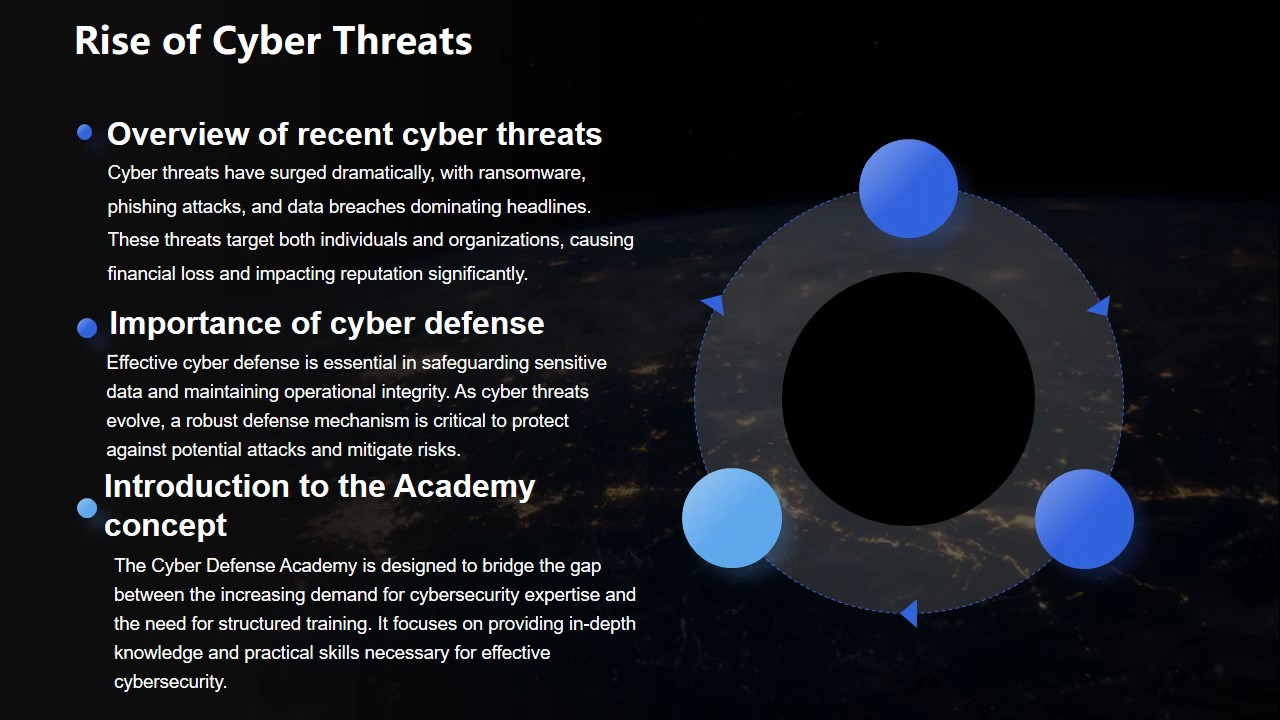 Rise of Cyber Threats
Overview of recent cyber threats
Cyber threats have surged dramatically, with ransomware,
phishing attacks, and data breaches dominating headlines.
These threats target both individuals and organizations, causing
financial loss and impacting reputation significantly.
Importance of cyber defense
Effective cyber defense is essential in safeguarding sensitive
data and maintaining operational integrity. As cyber threats
evolve, a robust defense mechanism is critical to protect
against potential attacks and mitigate risks.
Introduction to the Academy
concept
The Cyber Defense Academy is designed to bridge the gap
between the increasing demand for cybersecurity expertise and
the need for structured training. It focuses on providing in-depth
knowledge and practical skills necessary for effective
cybersecurity.